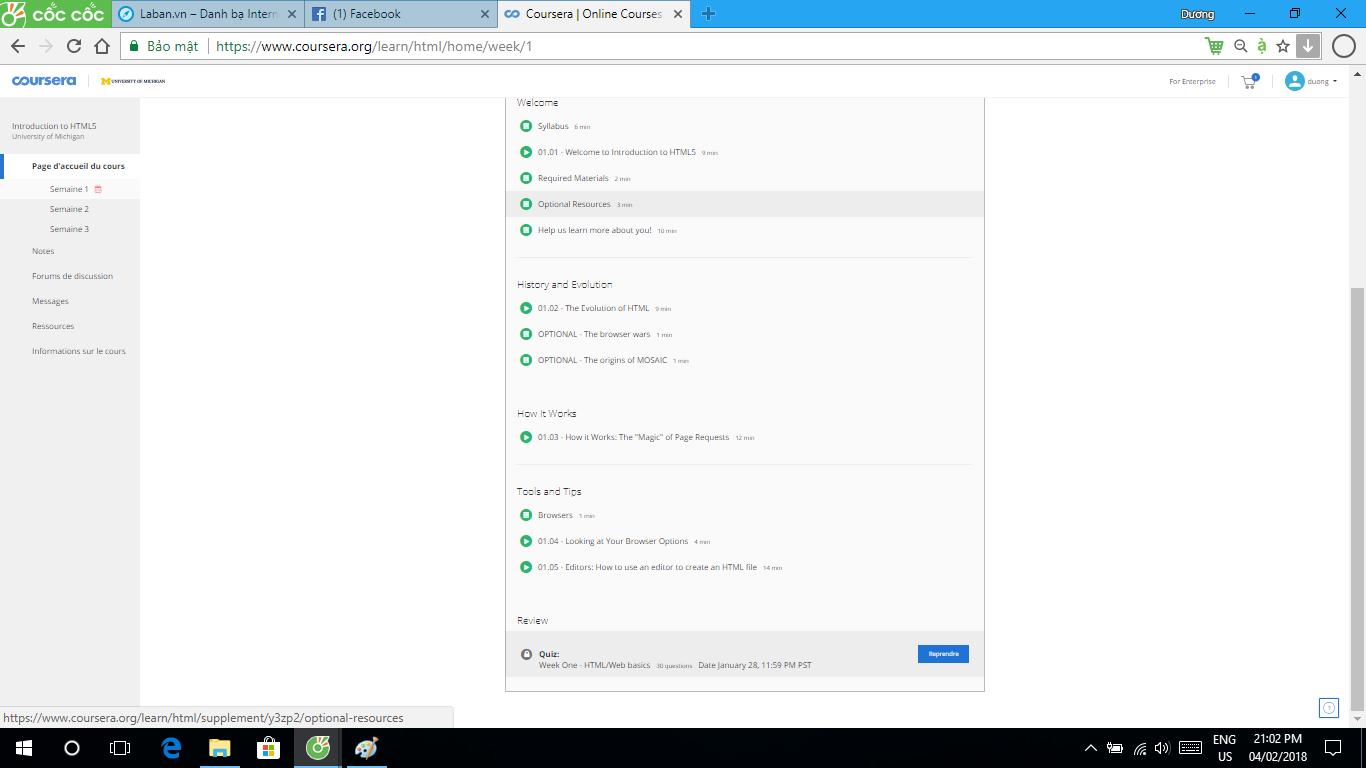 cốc cốc
Laban.vn – Danh bạ Intern
(1) Facebook
Coursera | Online Courses
Dương
Bảo mật
https://www.coursera.org/learn/html/home/week/1
coursera
UNIVERSITY OF MICHIGAN
For Enterprise
1
duong
Introduction to HTML5
University of Michigan
Page d'accueil du cours
Semaine 1
Semaine 2
Semaine 3
Notes
Forums de discussion
Messages
Ressources
Informations sur le cours
Welcome
Syllabus 6 min
01.01 - Welcome to Introduction to HTML5 9 min
Required Materials 2 min
Optional Resources 3 min
Help us learn more about you! 10 min
History and Evolution
01.02 - The Evolution of HTML 9 min
OPTIONAL - The browser wars 1 min
OPTIONAL - The origins of MOSAIC 1 min
How It Works
01.03 - How it Works: The "Magic" of Page Requests 12 min
Tools and Tips
Browsers 1 min
01.04 - Looking at Your Browser Options 4 min
01.05 - Editors: How to use an editor to create an HTML file 14 min
Review
Quiz:
Week One - HTML/Web basics 30 questions Date January 28, 11:59 PM PST
Reprendre
https://www.coursera.org/learn/html/supplement/y3zp2/optional-resources
ENG
US
21:02 PM
04/02/2018